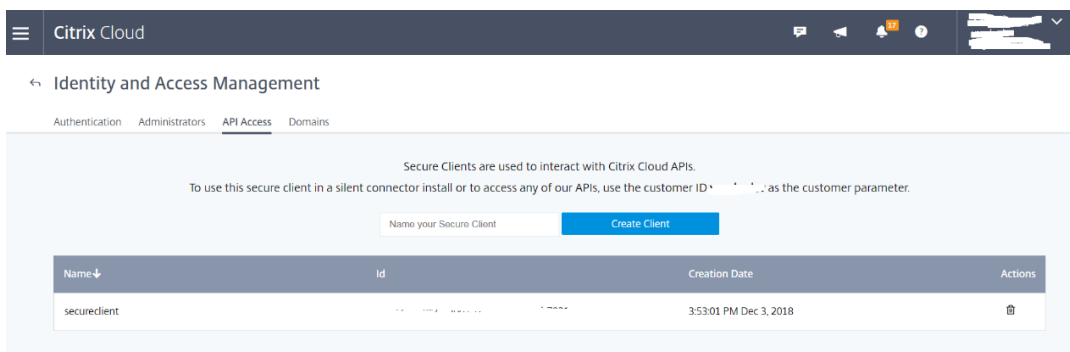 Citrix Cloud
17
Identity and Access Management
Authentication Administrators API Access Domains
Secure Clients are used to interact with Citrix Cloud APIs.
To use this secure client in a silent connector install or to access any of our APIs, use the customer ID as the customer parameter.
Name your Secure Client Create Client
Name Id Creation Date Actions
secureclient 3:53:01 PM Dec 3, 2018